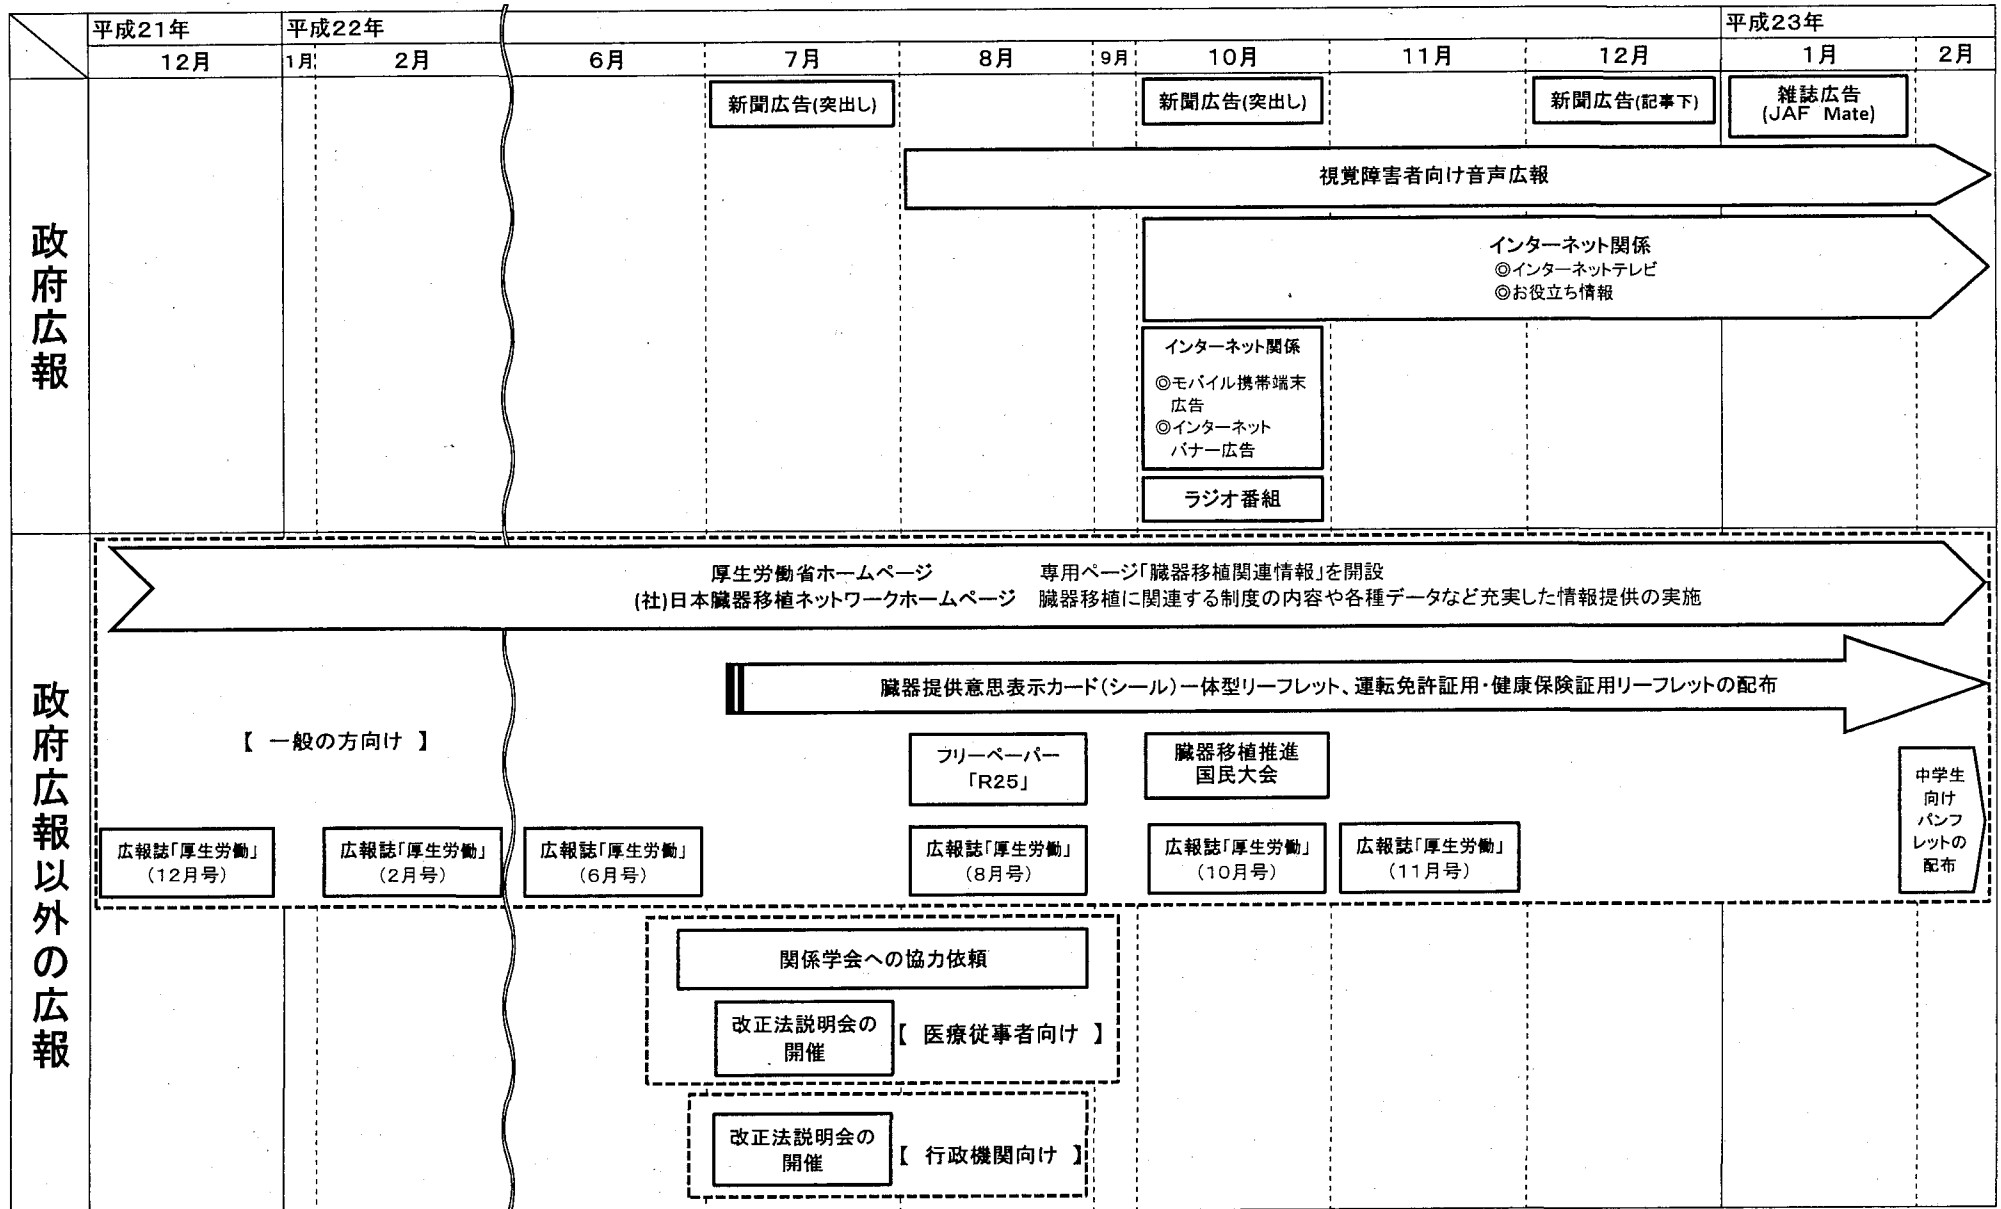 平成21年
平成22年
平成23年
12月
1月
2月
6月
7月
8月
9月
10月
11月
12月
1月
2月
政府広報
新聞広告(突出し)
新聞広告(突出し)
新聞広告(記事下)
雑誌広告
(JAF Mate)
視覚障害者向け音声広報
インターネット関係
◎インターネットテレビ
◎お役立ち情報
インターネット関係
◎モバイル携帯端末
広告
◎インターネット
バナー広告
ラジオ番組
政府広報以外の広報
厚生労働省ホームページ 専用ページ「臓器移植関連情報」を開設
(社)日本臓器移植ネットワークホームページ 臓器移植に関連する制度の内容や各種データなど充実した情報提供の実施
臓器提供意思表示カード(シール)一体型リーフレット、運転免許証用・健康保険証用リーフレットの配布
【 一般の方向け 】
フリーペーパー
「R25」
臓器移植推進
国民大会
中学生
向け
パンフ
レットの
配布
広報誌「厚生労働」
(12月号)
広報誌「厚生労働」
(2月号)
広報誌「厚生労働」
(6月号)
広報誌「厚生労働」
(8月号)
広報誌「厚生労働」
(10月号)
広報誌「厚生労働」
(11月号)
関係学会への協力依頼
改正法説明会の
開催
【 医療従事者向け 】
改正法説明会の
開催
【 行政機関向け 】